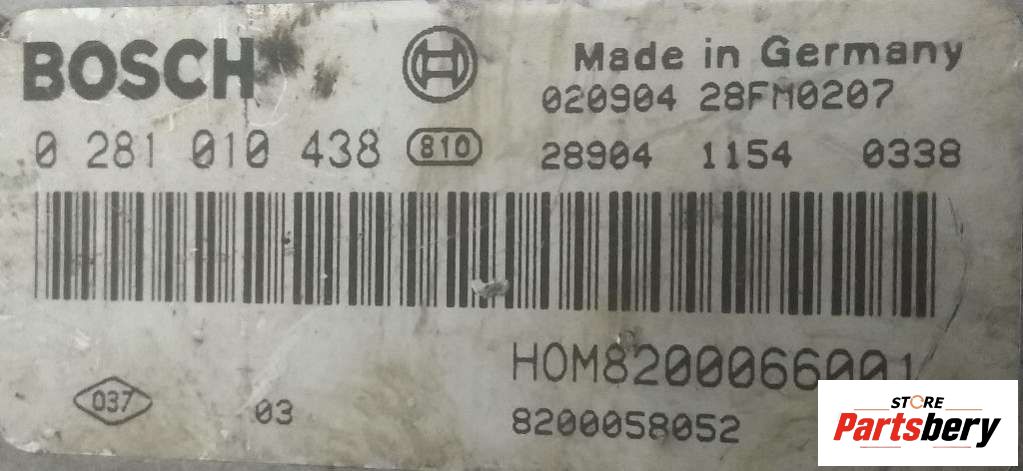 BOSCH
Made in Germany
020904 28FM0207
0 281 010 438 810
28904 1154 0338
HOM8200066001
037 03
8200058052
STORE
Partsbery